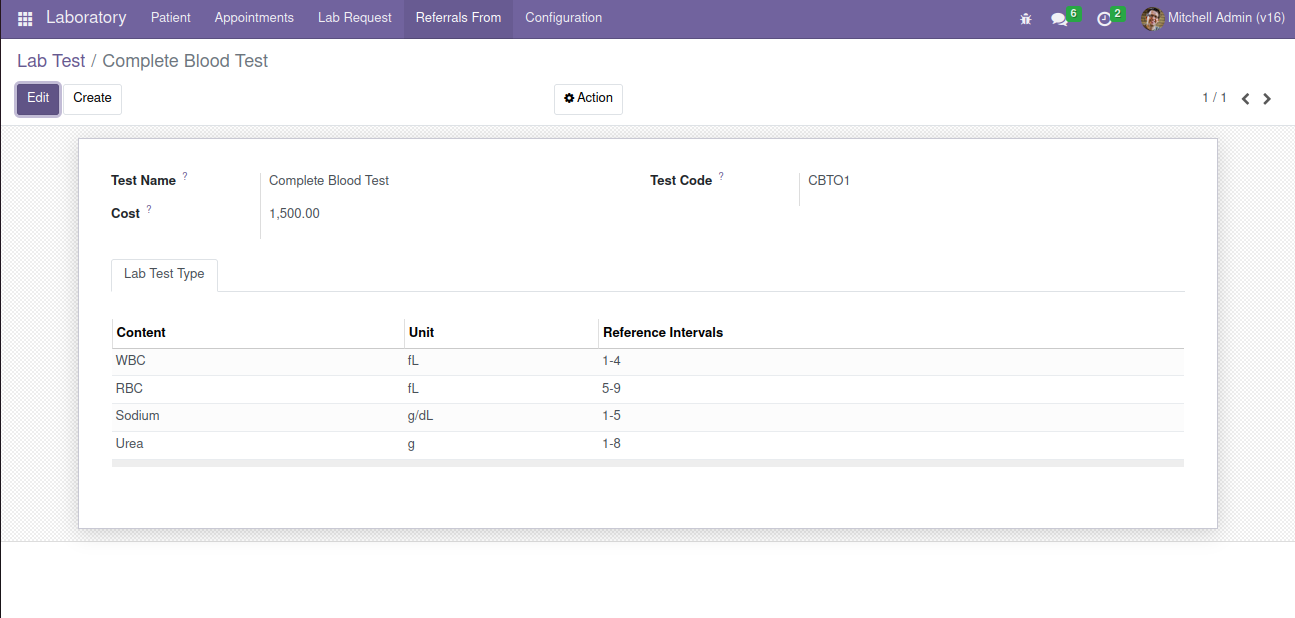 Laboratory Patient Appointments Lab Request Referrals From Configuration 6 2 Mitchell Admin (v16)
Lab Test / Complete Blood Test
Edit Create Action 1 / 1
Test Name ? Complete Blood Test Test Code ? CBTO1
Cost ? 1,500.00
Lab Test Type
Content Unit Reference Intervals
WBC fL 1-4
RBC fL 5-9
Sodium g/dL 1-5
Urea g 1-8